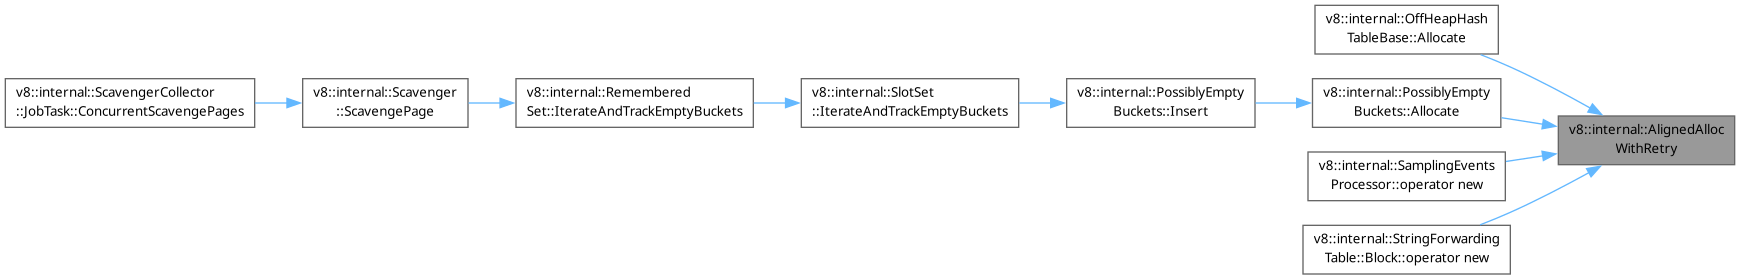 v8::internal::OffHeapHash
TableBase::Allocate
v8::internal::ScavengerCollector
::JobTask::ConcurrentScavengePages
v8::internal::Scavenger
::ScavengePage
v8::internal::Remembered
Set::IterateAndTrackEmptyBuckets
v8::internal::SlotSet
::IterateAndTrackEmptyBuckets
v8::internal::PossiblyEmpty
Buckets::Insert
v8::internal::PossiblyEmpty
Buckets::Allocate
v8::internal::AlignedAlloc
WithRetry
v8::internal::SamplingEvents
Processor::operator new
v8::internal::StringForwarding
Table::Block::operator new